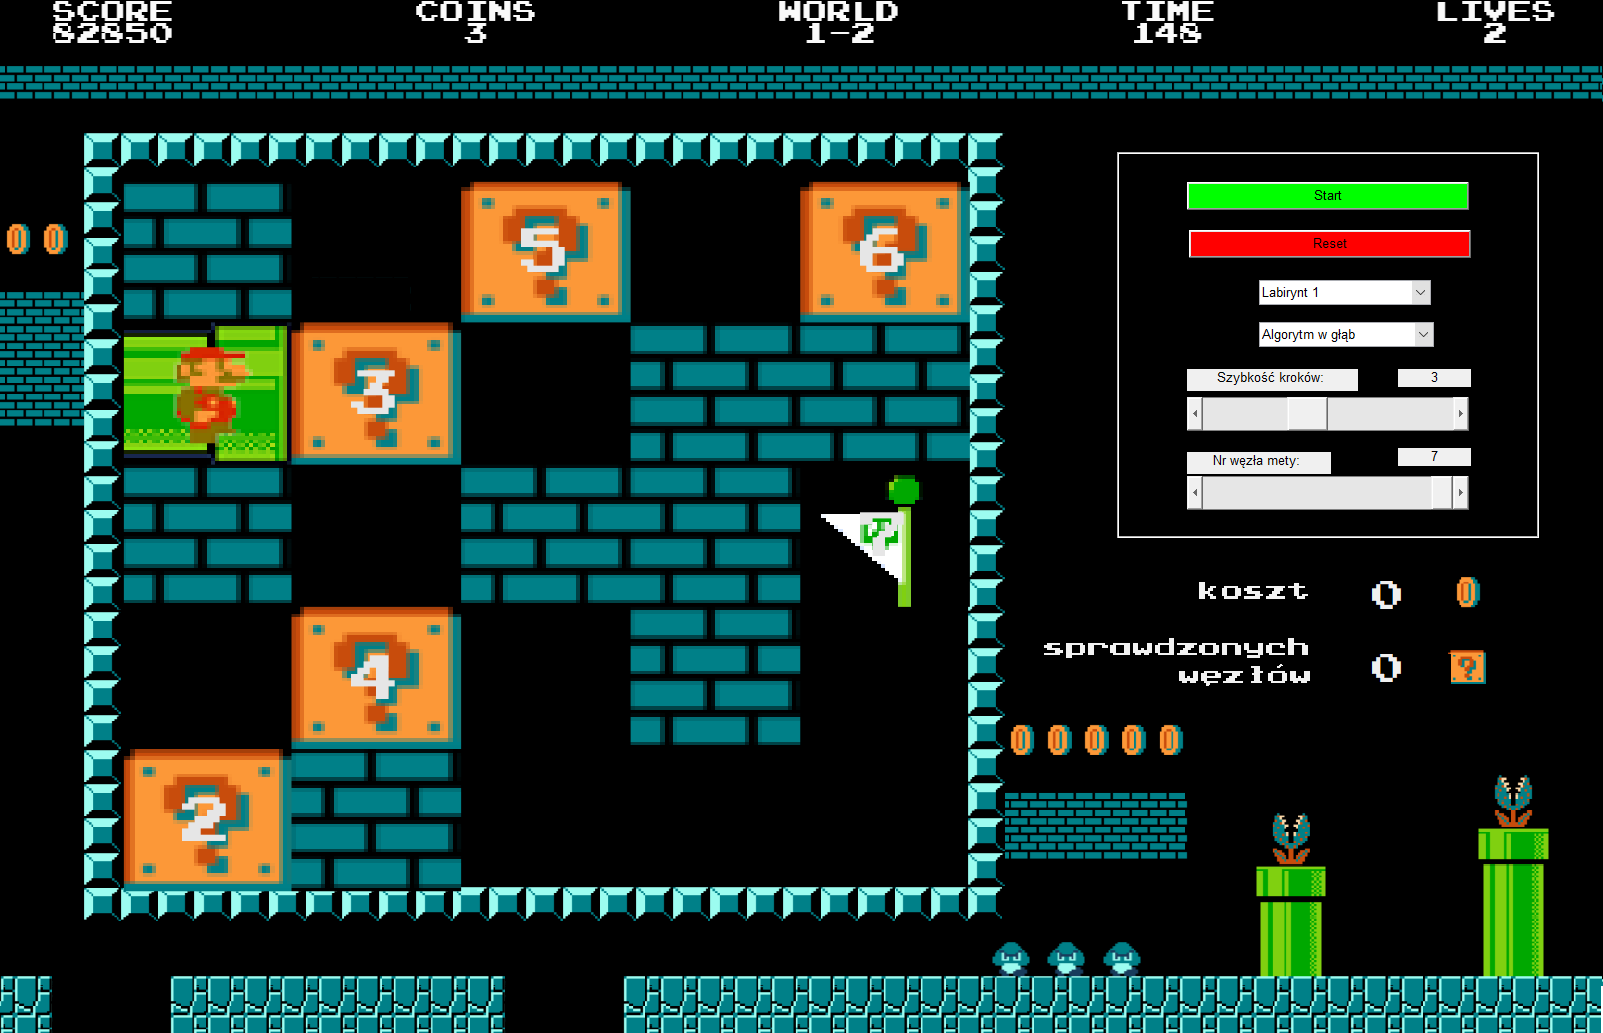 SCORE COINS WORLD TIME LIVES
82850 3 1-2 148 2
Start
Reset
Labirynt 1
Algorytm w głąb
Szybkość kroków: 3
Nr węzła mety: 7
5 6
3
4
2
koszt 0
sprawdzonych
węzłów 0